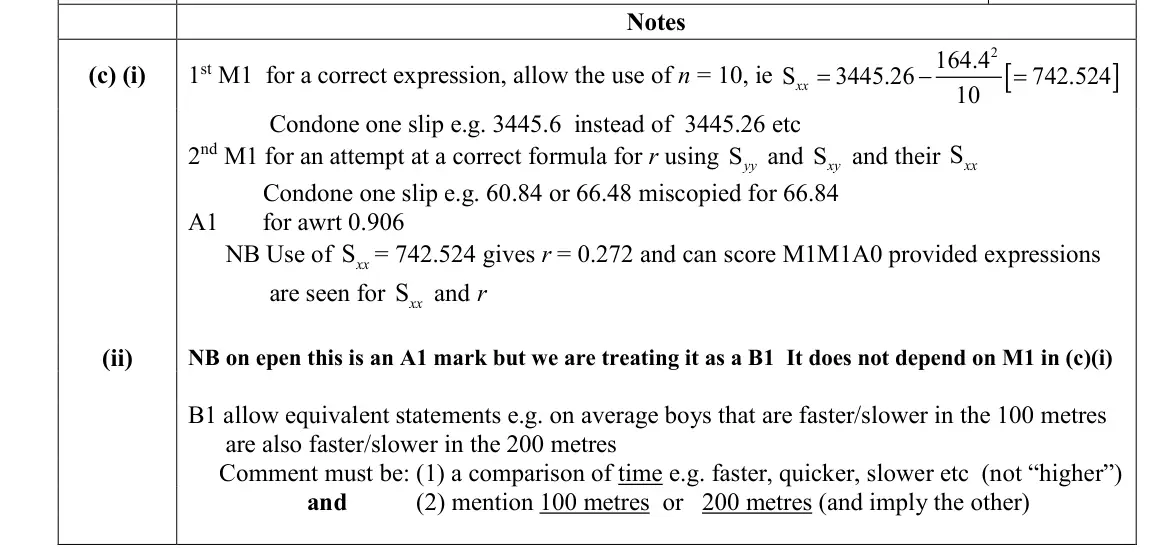 Notes
(c) (i) 1st M1 for a correct expression, allow the use of n = 10, ie Sxx = 3445.26 − 164.4²/10 [= 742.524]
Condone one slip e.g. 3445.6 instead of 3445.26 etc
2nd M1 for an attempt at a correct formula for r using Syy and Sxy and their Sxx
Condone one slip e.g. 60.84 or 66.48 miscopied for 66.84
A1 for awrt 0.906
NB Use of Sxx = 742.524 gives r = 0.272 and can score M1M1A0 provided expressions
are seen for Sxx and r
(ii) NB on epen this is an A1 mark but we are treating it as a B1 It does not depend on M1 in (c)(i)
B1 allow equivalent statements e.g. on average boys that are faster/slower in the 100 metres
are also faster/slower in the 200 metres
Comment must be: (1) a comparison of time e.g. faster, quicker, slower etc (not “higher”)
and (2) mention 100 metres or 200 metres (and imply the other)